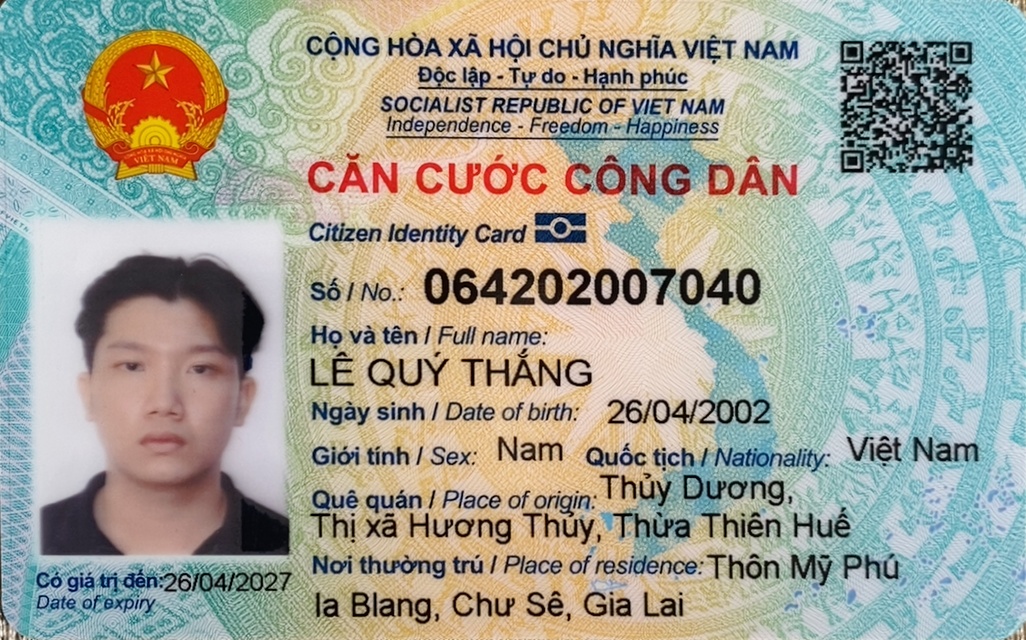 CỘNG HÒA XÃ HỘI CHỦ NGHĨA VIỆT NAM
Độc lập - Tự do - Hạnh phúc
SOCIALIST REPUBLIC OF VIET NAM
Independence - Freedom - Happiness
VIỆT NAM
CĂN CƯỚC CÔNG DÂN
Citizen Identity Card
Số / No.: 064202007040
Họ và tên / Full name:
LÊ QUÝ THẮNG
Ngày sinh / Date of birth: 26/04/2002
Giới tính / Sex: Nam Quốc tịch / Nationality: Việt Nam
Quê quán / Place of origin: Thủy Dương,
Thị xã Hương Thủy, Thừa Thiên Huế
Nơi thường trú / Place of residence: Thôn Mỹ Phú
Ia Blang, Chư Sê, Gia Lai
Có giá trị đến: 26/04/2027
Date of expiry